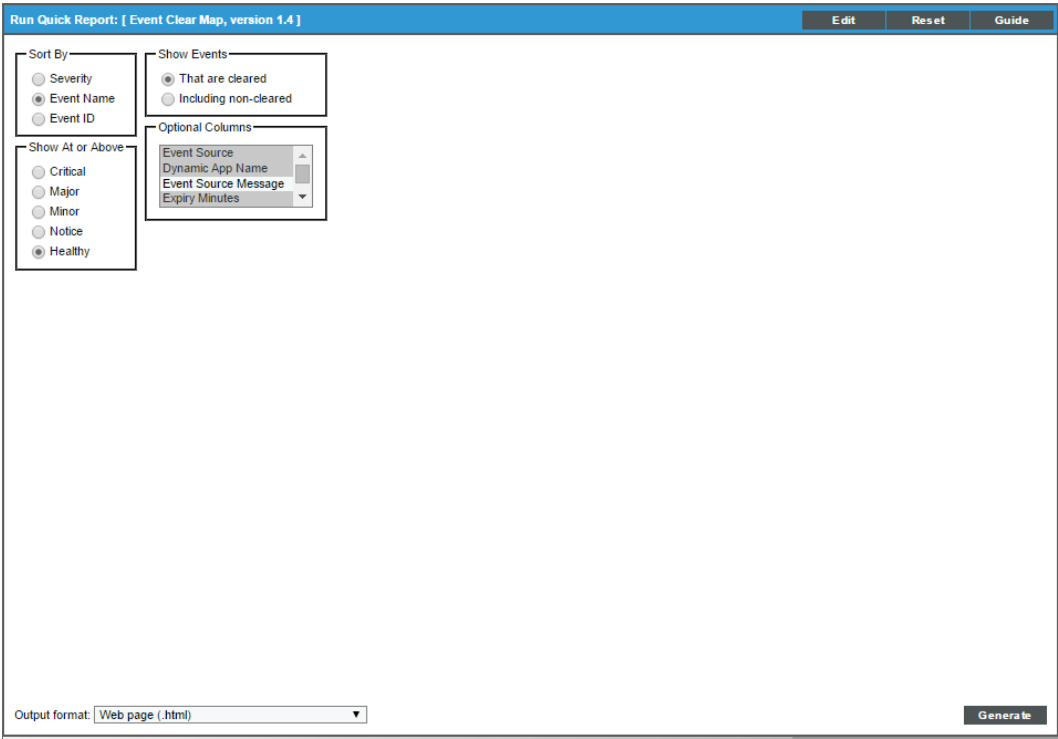 Run Quick Report: [ Event Clear Map, version 1.4 ]
Edit
Reset
Guide
Sort By
Severity
Event Name
Event ID
Show At or Above
Critical
Major
Minor
Notice
Healthy
Show Events
That are cleared
Including non-cleared
Optional Columns
Event Source
Dynamic App Name
Event Source Message
Expiry Minutes
Output format: Web page (.html)
Generate